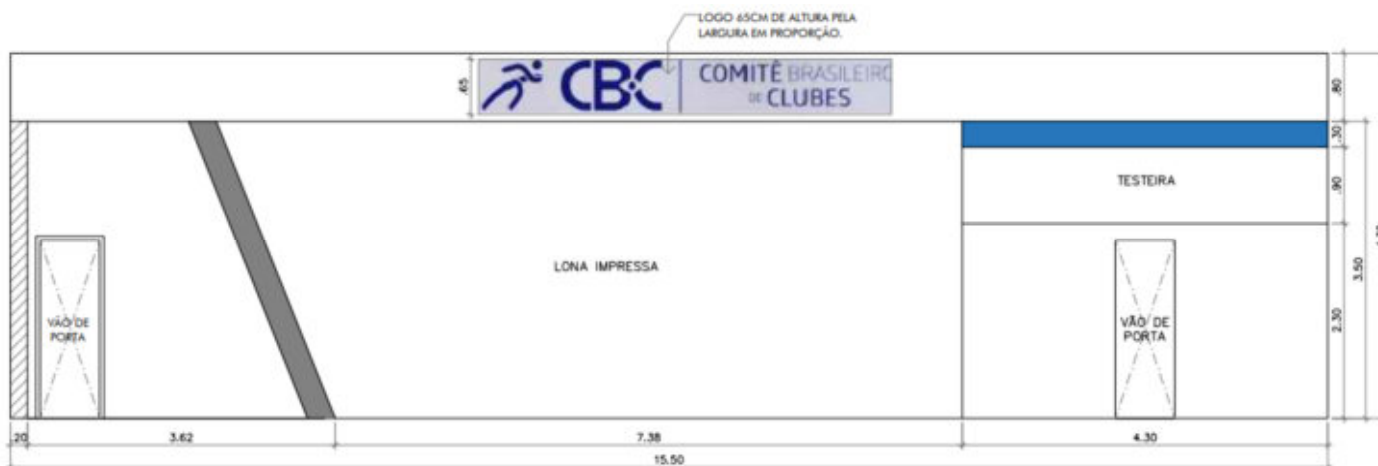 LOGO 65CM DE ALTURA PELA
LARGURA EM PROPORÇÃO.
.65
CB•C
COMITÊ BRASILEIRO
DE CLUBES
.80
.30
TESTEIRA
.90
3.50
LONA IMPRESSA
2.30
VÃO DE
PORTA
VÃO DE
PORTA
.20
3.62
7.38
4.30
15.50